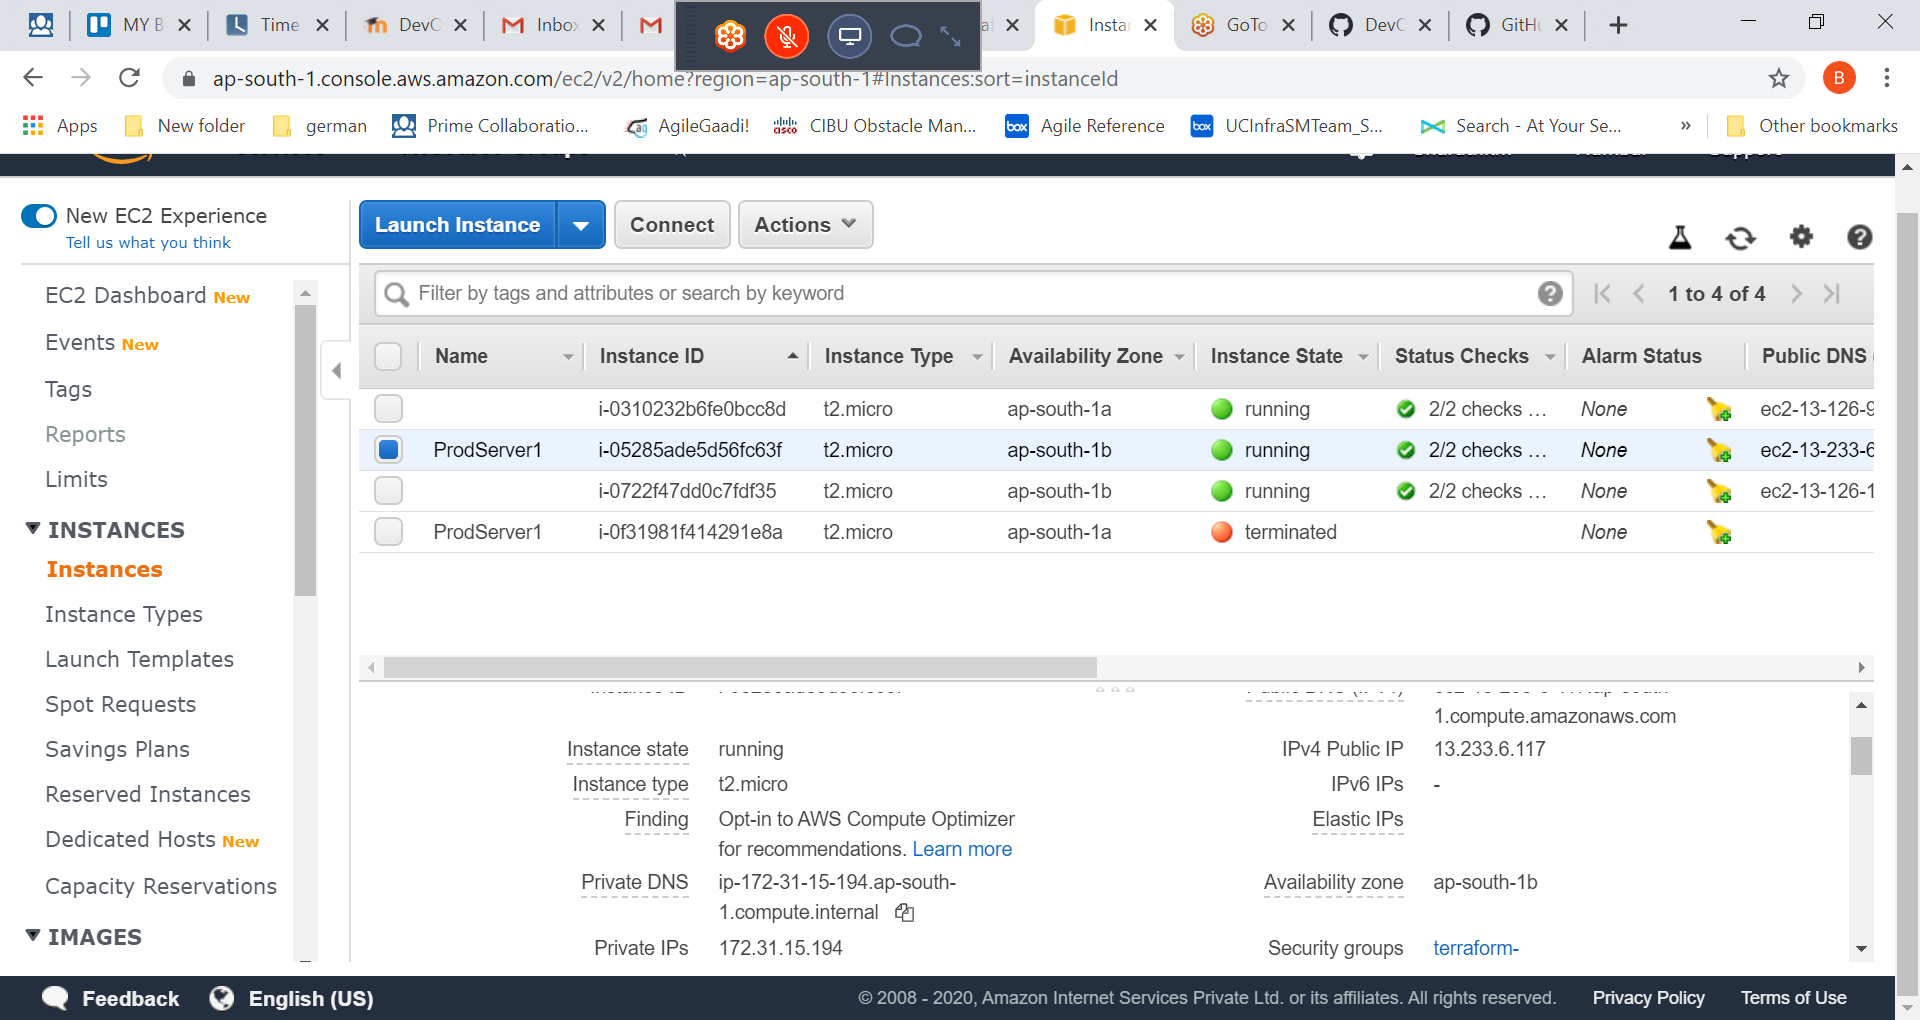 MY B
Time
DevO
Inbo
Instar
GoTo
DevC
GitHu
ap-south-1.console.aws.amazon.com/ec2/v2/home?region=ap-south-1#Instances:sort=instanceId
B
Apps
New folder
german
Prime Collaboratio...
AgileGaadi!
CIBU Obstacle Man...
Agile Reference
UCInfraSMTeam_S...
Search - At Your Se...
»
Other bookmarks
New EC2 Experience
Tell us what you think
Launch Instance
Connect
Actions
EC2 Dashboard New
Events New
Tags
Reports
Limits
INSTANCES
Instances
Instance Types
Launch Templates
Spot Requests
Savings Plans
Reserved Instances
Dedicated Hosts New
Capacity Reservations
IMAGES
Filter by tags and attributes or search by keyword
1 to 4 of 4
Name Instance ID Instance Type Availability Zone Instance State Status Checks Alarm Status Public DNS
i-0310232b6fe0bcc8d t2.micro ap-south-1a running 2/2 checks ... None ec2-13-126-9
ProdServer1 i-05285ade5d56fc63f t2.micro ap-south-1b running 2/2 checks ... None ec2-13-233-6
i-0722f47dd0c7fdf35 t2.micro ap-south-1b running 2/2 checks ... None ec2-13-126-1
ProdServer1 i-0f31981f414291e8a t2.micro ap-south-1a terminated None
1.compute.amazonaws.com
Instance state running
IPv4 Public IP 13.233.6.117
Instance type t2.micro
IPv6 IPs -
Finding Opt-in to AWS Compute Optimizer
for recommendations. Learn more
Elastic IPs
Private DNS ip-172-31-15-194.ap-south-
1.compute.internal
Availability zone ap-south-1b
Private IPs 172.31.15.194
Security groups terraform-
Feedback
English (US)
© 2008 - 2020, Amazon Internet Services Private Ltd. or its affiliates. All rights reserved.
Privacy Policy
Terms of Use